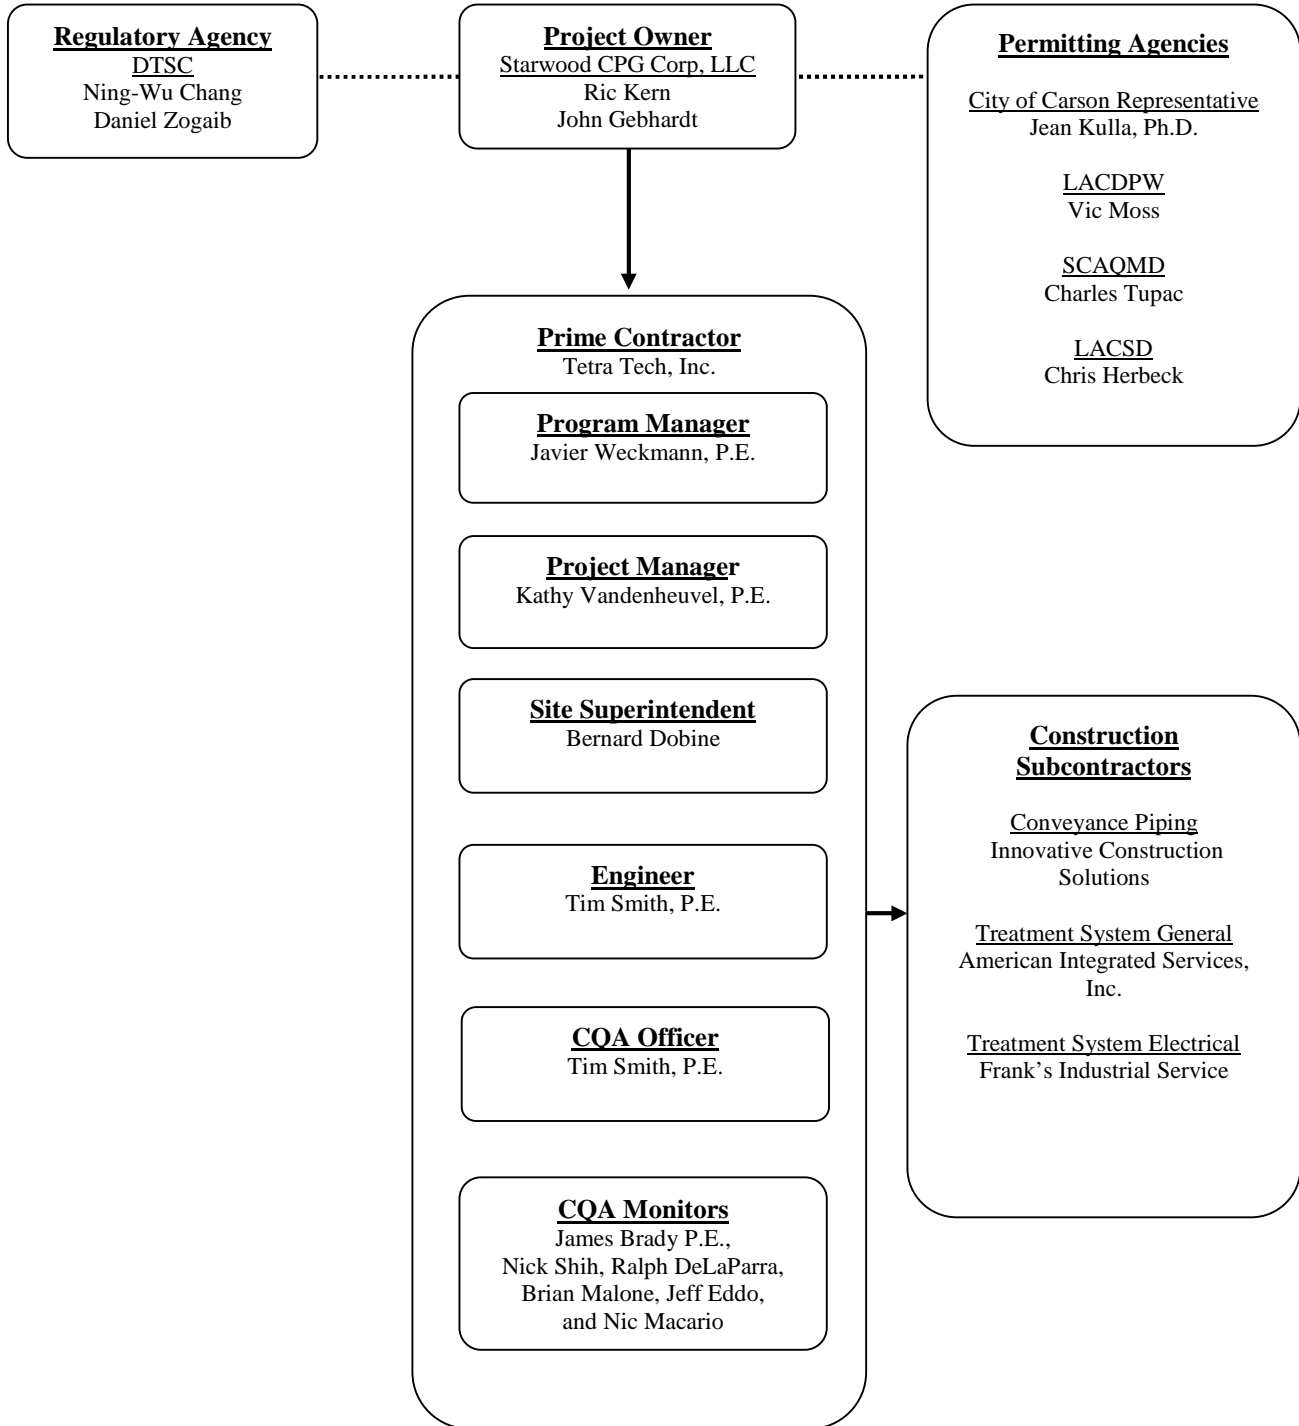 Regulatory Agency
DTSC
Ning-Wu Chang
Daniel Zogaib
Project Owner
Starwood CPG Corp, LLC
Ric Kern
John Gebhardt
Permitting Agencies
City of Carson Representative
Jean Kulla, Ph.D.
LACDPW
Vic Moss
SCAQMD
Charles Tupac
LACSD
Chris Herbeck
Prime Contractor
Tetra Tech, Inc.
Program Manager
Javier Weckmann, P.E.
Project Manager
Kathy Vandenheuvel, P.E.
Site Superintendent
Bernard Dobine
Engineer
Tim Smith, P.E.
CQA Officer
Tim Smith, P.E.
CQA Monitors
James Brady P.E.,
Nick Shih, Ralph DeLaParra,
Brian Malone, Jeff Eddo,
and Nic Macario
Construction
Subcontractors
Conveyance Piping
Innovative Construction
Solutions
Treatment System General
American Integrated Services,
Inc.
Treatment System Electrical
Frank’s Industrial Service